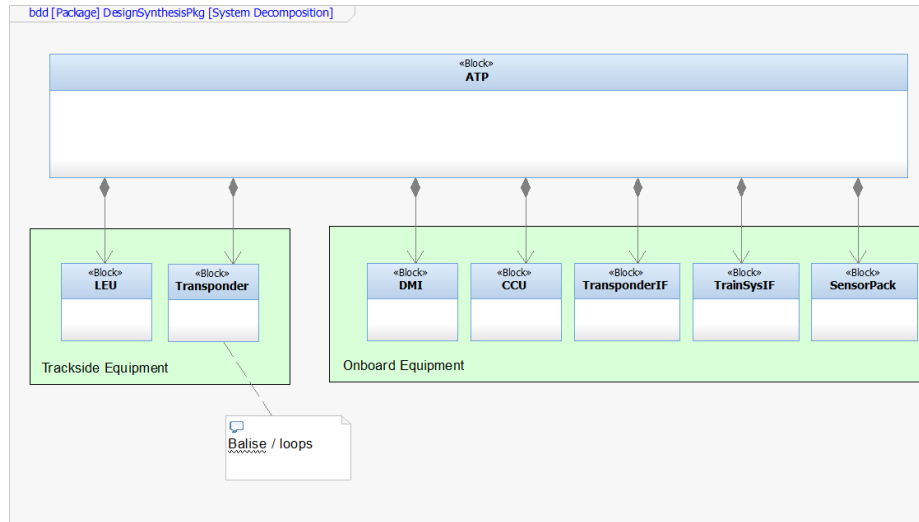 bdd [Package] DesignSynthesisPkg [System Decomposition]
«Block»
ATP
«Block»
LEU
«Block»
Transponder
«Block»
DMI
«Block»
CCU
«Block»
TransponderIF
«Block»
TrainSysIF
«Block»
SensorPack
Trackside Equipment
Onboard Equipment
Balise / loops